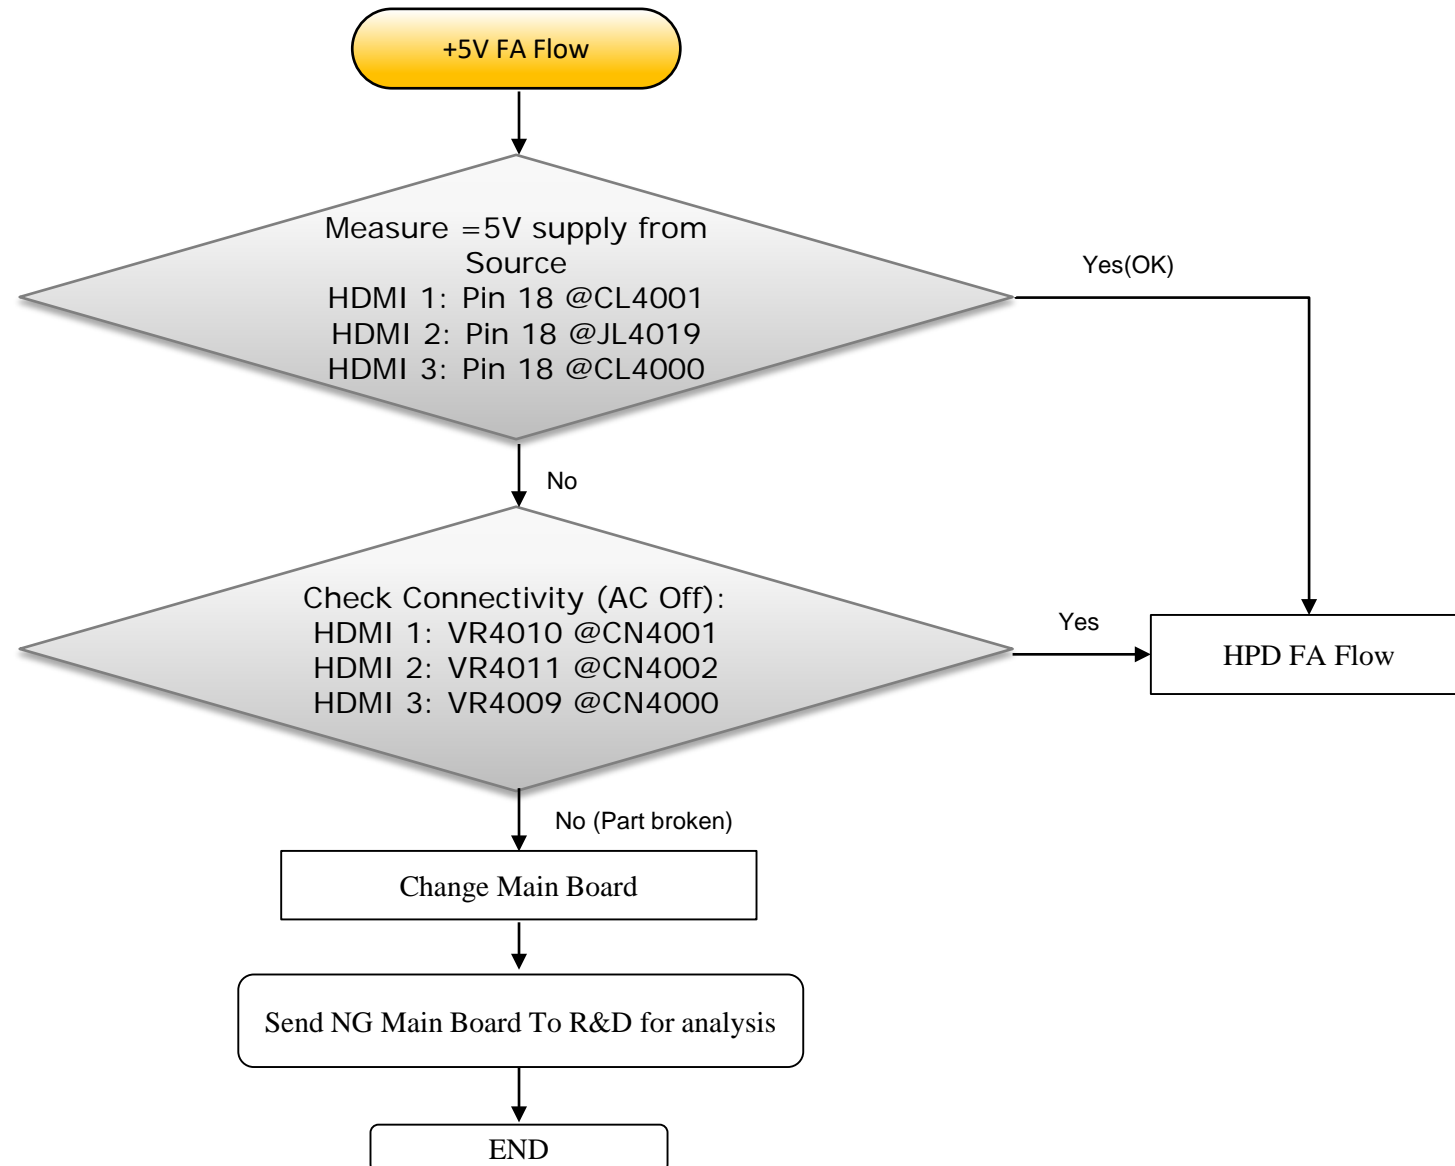 +5V FA Flow
Measure =5V supply from
Source
HDMI 1: Pin 18 @CL4001
HDMI 2: Pin 18 @JL4019
HDMI 3: Pin 18 @CL4000
Yes(OK)
No
Check Connectivity (AC Off):
HDMI 1: VR4010 @CN4001
HDMI 2: VR4011 @CN4002
HDMI 3: VR4009 @CN4000
Yes
HPD FA Flow
No (Part broken)
Change Main Board
Send NG Main Board To R&D for analysis
END